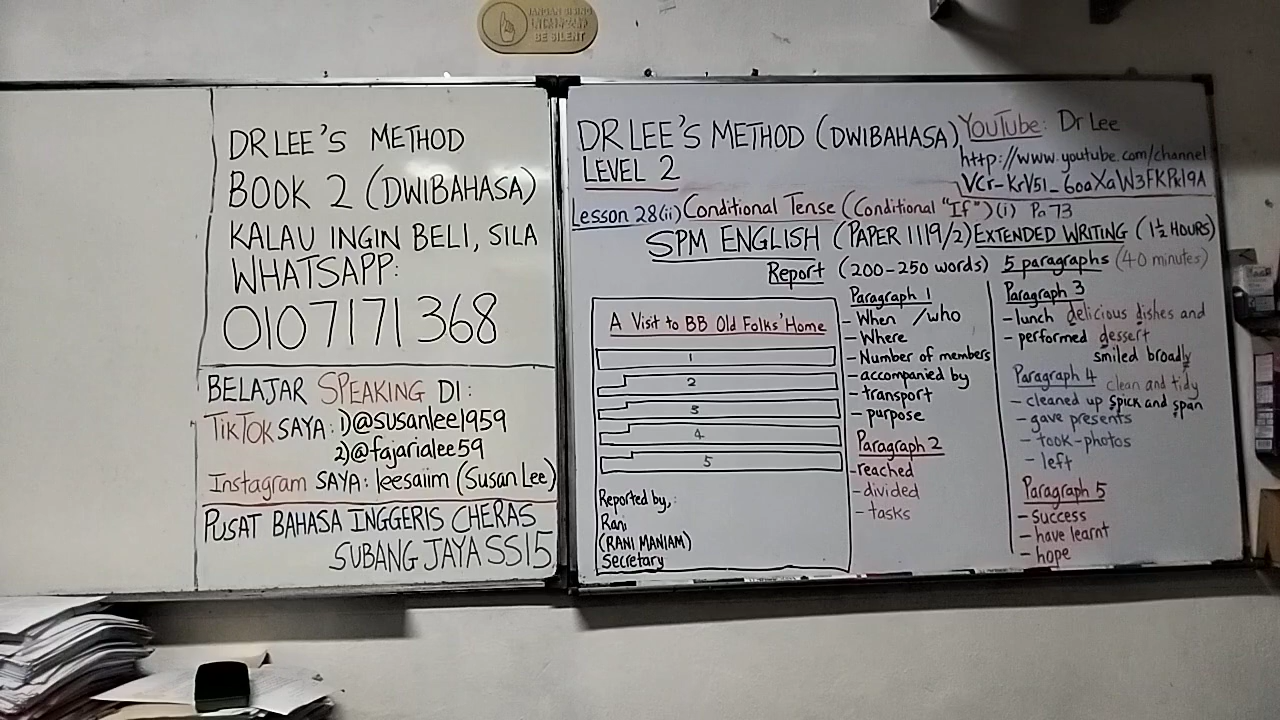 BE SILENT
DR LEE'S METHOD
BOOK 2 (DWIBAHASA)
KALAU INGIN BELI, SILA
WHATSAPP:
0107171368
BELAJAR SPEAKING DI:
TIKTOK SAYA: 1)@susanlee1959
2)@fajarialee59
Instagram SAYA: leesaiim (Susan Lee)
PUSAT BAHASA INGGERIS CHERAS
SUBANG JAYA SS15
DR LEE'S METHOD (DWIBAHASA)
LEVEL 2
YouTube: Dr Lee
http://www.youtube.com/channel
Lesson 28(ii) Conditional Tense (Conditional "If")(i) Pa 73
SPM ENGLISH (PAPER 1119/2) EXTENDED WRITING (1½ HOURS)
Report (200-250 words) 5 paragraphs (40 minutes)
A Visit to BB Old Folks' Home
1
2
3
4
5
Reported by,:
Rani
(RANI MANIAM)
Secretary
Paragraph 1
- When /who
- Where
- Number of members
- accompanied by
- transport
- purpose
Paragraph 2
- reached
- divided
- tasks
Paragraph 3
- lunch delicious dishes and
- performed dessert
smiled broadly
Paragraph 4 clean and tidy
- cleaned up spick and span
- gave presents
- took-photos
- left
Paragraph 5
- success
- have learnt
- hope